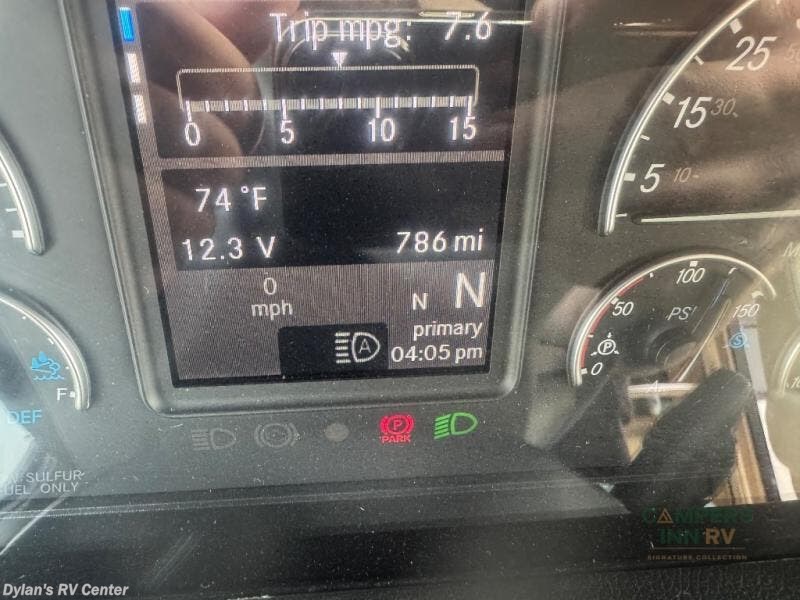 Trip mpg: 7.6
0 5 10 15
74 °F
12.3 V 786 mi
0
mph
N N
primary
04:05 pm
A
P
PARK
F
DEF
SULFUR
FUEL ONLY
25
15 30
5 10
0 50 100 150
PSI
P
S
A
CAMPERS
INN RV
SIGNATURE COLLECTION
Dylan's RV Center